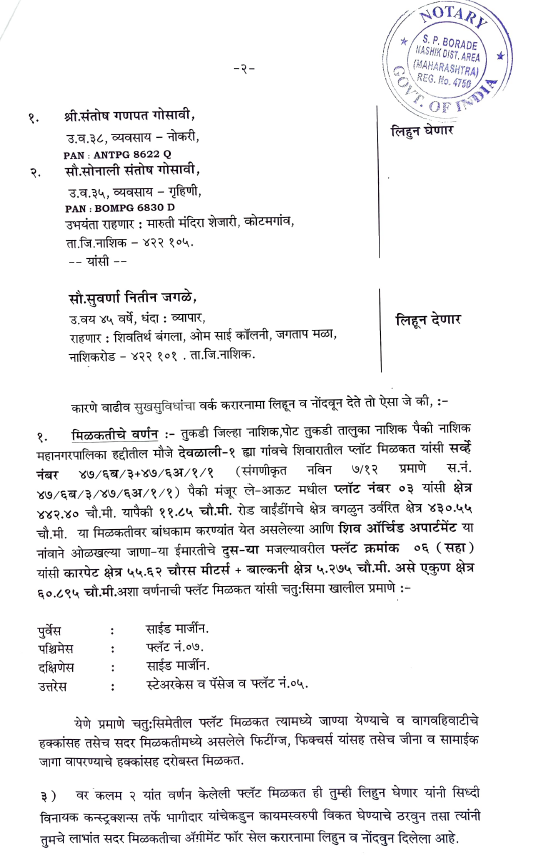 NOTARY
S. P. BORADE
NASHIK DIST. AREA
(MAHARASHTRA)
REG. No. 4750
GOVT. OF INDIA
-२-
१. श्री.संतोष गणपत गोसावी,
उ.व.३८, व्यवसाय – नोकरी,
PAN : ANTPG 8622 Q
लिहुन घेणार
२. सौ.सोनाली संतोष गोसावी,
उ.व.३५, व्यवसाय – गृहिणी,
PAN : BOMPG 6830 D
उभयंता राहणार : मारुती मंदिरा शेजारी, कोटमगांव,
ता.जि.नाशिक – ४२२ १०५.
-- यांसी --
सौ.सुवर्णा नितीन जगळे,
उ.वय ४५ वर्षे, धंदा : व्यापार,
लिहून देणार
राहणार : शिवतिर्थ बंगला, ओम साई कॉलनी, जगताप मळा,
नाशिकरोड – ४२२ १०१ . ता.जि.नाशिक.
कारणे वाढीव सुखसुविधांचा वर्क करारनामा लिहून व नोंदवून देते तो ऐसा जे की, :-
१. मिळकतीचे वर्णन :- तुकडी जिल्हा नाशिक,पोट तुकडी तालुका नाशिक पैकी नाशिक
महानगरपालिका हद्दीतील मौजे देवळाली-१ ह्या गांवचे शिवारातील प्लॉट मिळकत यांसी सर्व्हे
नंबर ४७/६ब/३+४७/६अ/१/१ (संगणीकृत नविन ७/१२ प्रमाणे स.नं.
४७/६ब/३/४७/६अ/१/१) पैकी मंजूर ले-आऊट मधील प्लॉट नंबर ०३ यांसी क्षेत्र
४४२.४० चौ.मी. यापैकी ११.८५ चौ.मी. रोड वाईंडींगचे क्षेत्र वगळुन उर्वरित क्षेत्र ४३०.५५
चौ.मी. या मिळकतीवर बांधकाम करण्यांत येत असलेल्या आणि शिव ऑर्चिड अपार्टमेंट या
नांवाने ओळखल्या जाणा-या ईमारतीचे दुस-या मजल्यावरील फ्लॅट क्रमांक ०६ (सहा)
यांसी कारपेट क्षेत्र ५५.६२ चौरस मीटर्स + बाल्कनी क्षेत्र ५.२७५ चौ.मी. असे एकुण क्षेत्र
६०.८९५ चौ.मी.अशा वर्णनाची फ्लॅट मिळकत यांसी चतु:सिमा खालील प्रमाणे :-
पुर्वेस : साईड मार्जीन.
पश्चिमेस : फ्लॅट नं.०७.
दक्षिणेस : साईड मार्जीन.
उत्तरेस : स्टेअरकेस व पॅसेज व फ्लॅट नं.०५.
येणे प्रमाणे चतु:सिमेतील फ्लॅट मिळकत त्यामध्ये जाण्या येण्याचे व वागवहिवाटीचे
हक्कांसह तसेच सदर मिळकतीमध्ये असलेले फिटींग्ज, फिक्चर्स यांसह तसेच जीना व सामाईक
जागा वापरण्याचे हक्कांसह दरोबस्त मिळकत.
३) वर कलम २ यांत वर्णन केलेली फ्लॅट मिळकत ही तुम्ही लिहुन घेणार यांनी सिध्दी
विनायक कन्स्ट्रक्शन्स तर्फे भागीदार यांचेकडुन कायमस्वरुपी विकत घेण्याचे ठरवुन तसा त्यांनी
तुमचे लाभांत सदर मिळकतीचा अ‍ॅग्रीमेंट फॉर सेल करारनामा लिहुन व नोंदवुन दिलेला आहे.